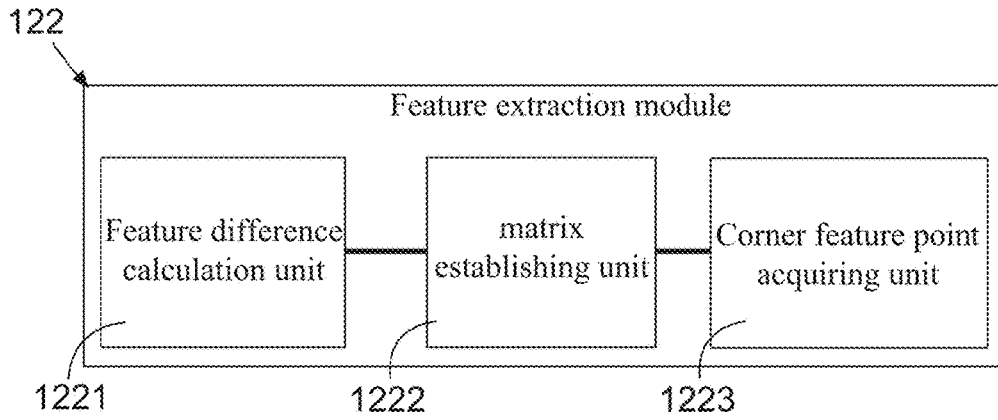 122
Feature extraction module
Feature difference
calculation unit
matrix
establishing unit
Corner feature point
acquiring unit
1221
1222
1223